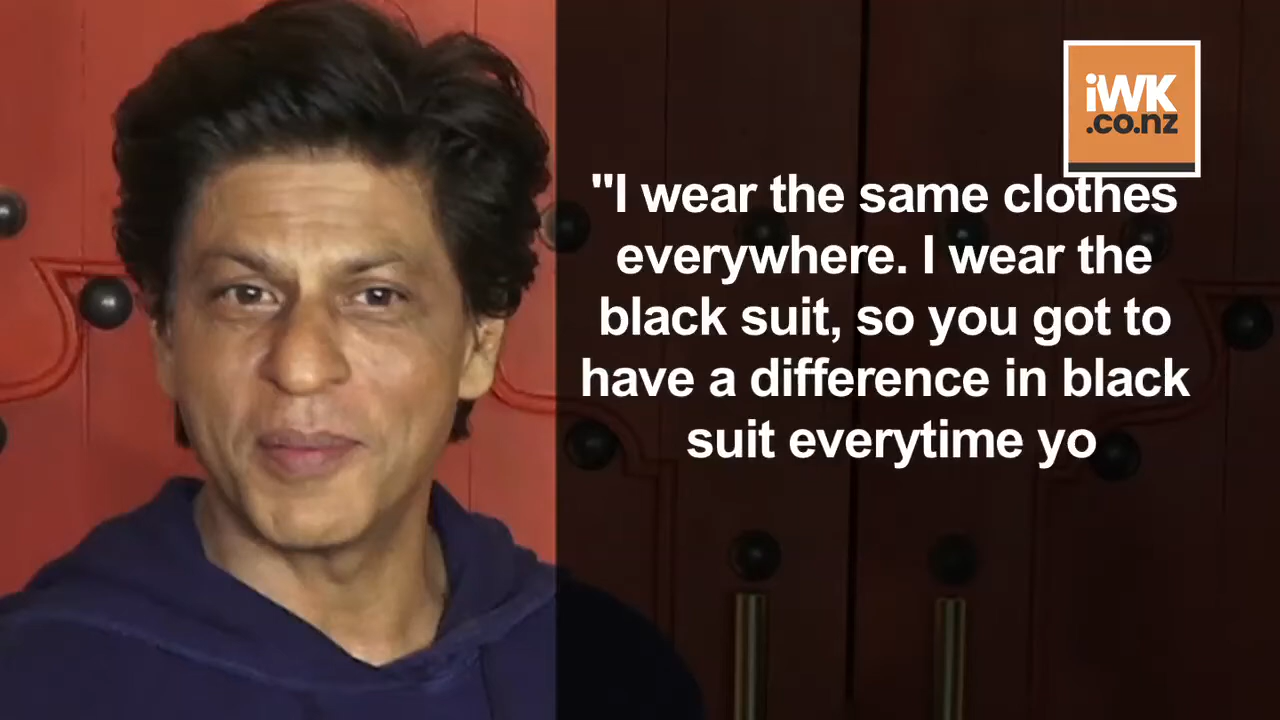 iWK
.co.nz
"I wear the same clothes
everywhere. I wear the
black suit, so you got to
have a difference in black
suit everytime yo